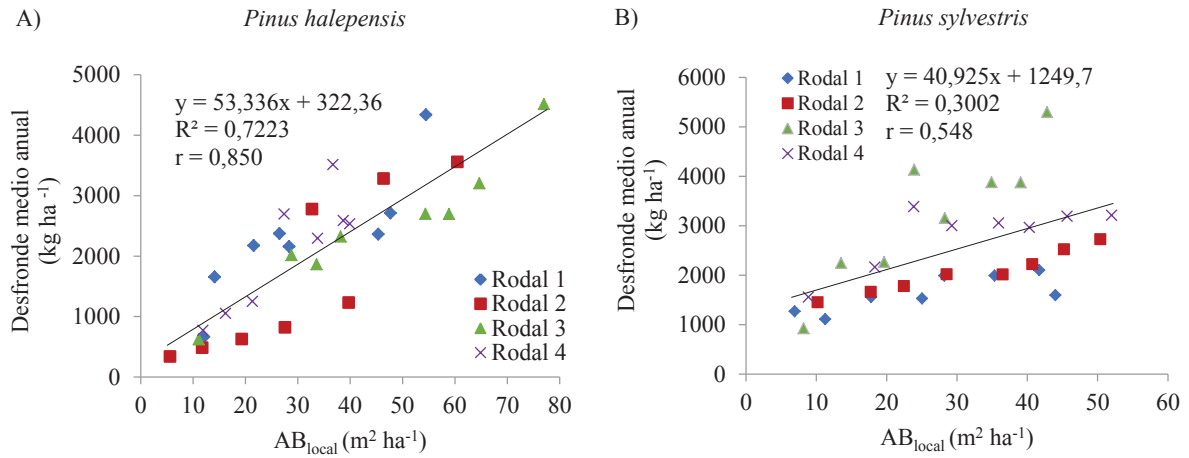 A)
Pinus halepensis
Desfronde medio anual
(kg ha -1)
5000
4000
3000
2000
1000
0
y = 53,336x + 322,36
R² = 0,7223
r = 0,850
Rodal 1
Rodal 2
Rodal 3
Rodal 4
0 10 20 30 40 50 60 70 80
ABlocal (m² ha-1)
B)
Pinus sylvestris
Desfronde medio anual
(kg ha-1)
6000
5000
4000
3000
2000
1000
0
Rodal 1
Rodal 2
Rodal 3
Rodal 4
y = 40,925x + 1249,7
R² = 0,3002
r = 0,548
0 10 20 30 40 50 60
ABlocal (m² ha-1)